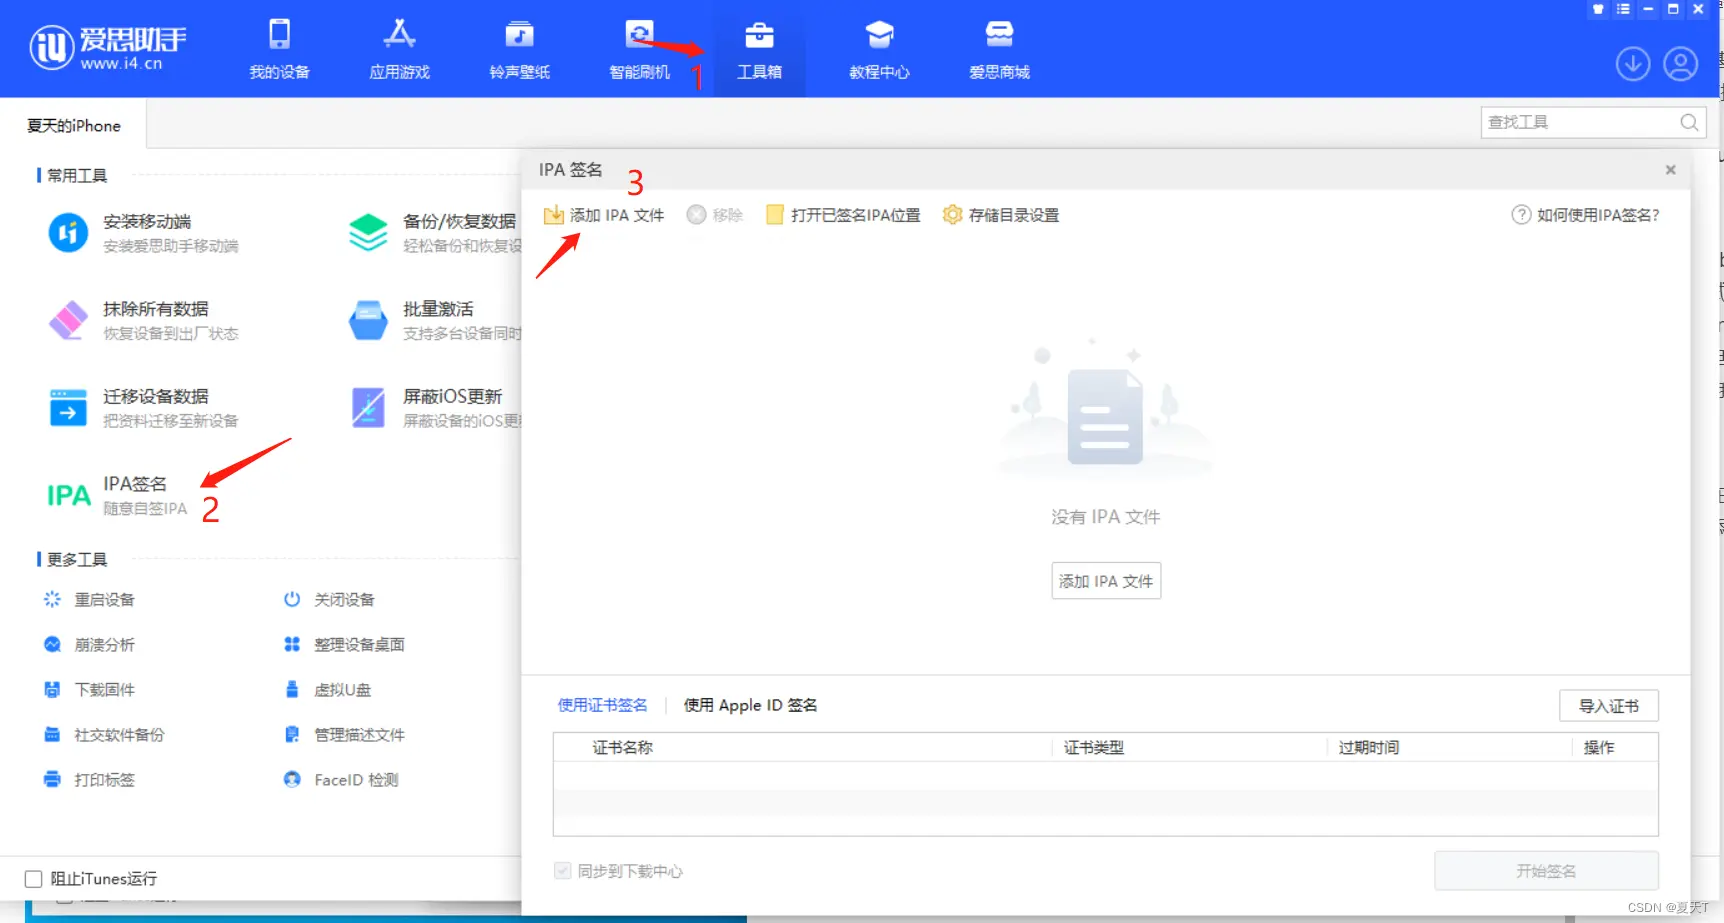 爱思助手
www.i4.cn
我的设备
应用游戏
铃声壁纸
智能刷机
1
工具箱
教程中心
爱思商城
夏天的iPhone
查找工具
常用工具
安装移动端
安装爱思助手移动端
备份/恢复数据
轻松备份和恢复设
抹除所有数据
恢复设备到出厂状态
批量激活
支持多台设备同时
迁移设备数据
把资料迁移至新设备
屏蔽iOS更新
屏蔽设备的iOS更
IPA
IPA签名
随意自签IPA
2
更多工具
重启设备
关闭设备
崩溃分析
整理设备桌面
下载固件
虚拟U盘
社交软件备份
管理描述文件
打印标签
FaceID 检测
阻止iTunes运行
IPA 签名
3
添加 IPA 文件
移除
打开已签名IPA位置
存储目录设置
如何使用IPA签名?
没有 IPA 文件
添加 IPA 文件
使用证书签名
使用 Apple ID 签名
导入证书
证书名称
证书类型
过期时间
操作
同步到下载中心
开始签名
CSDN @夏天T